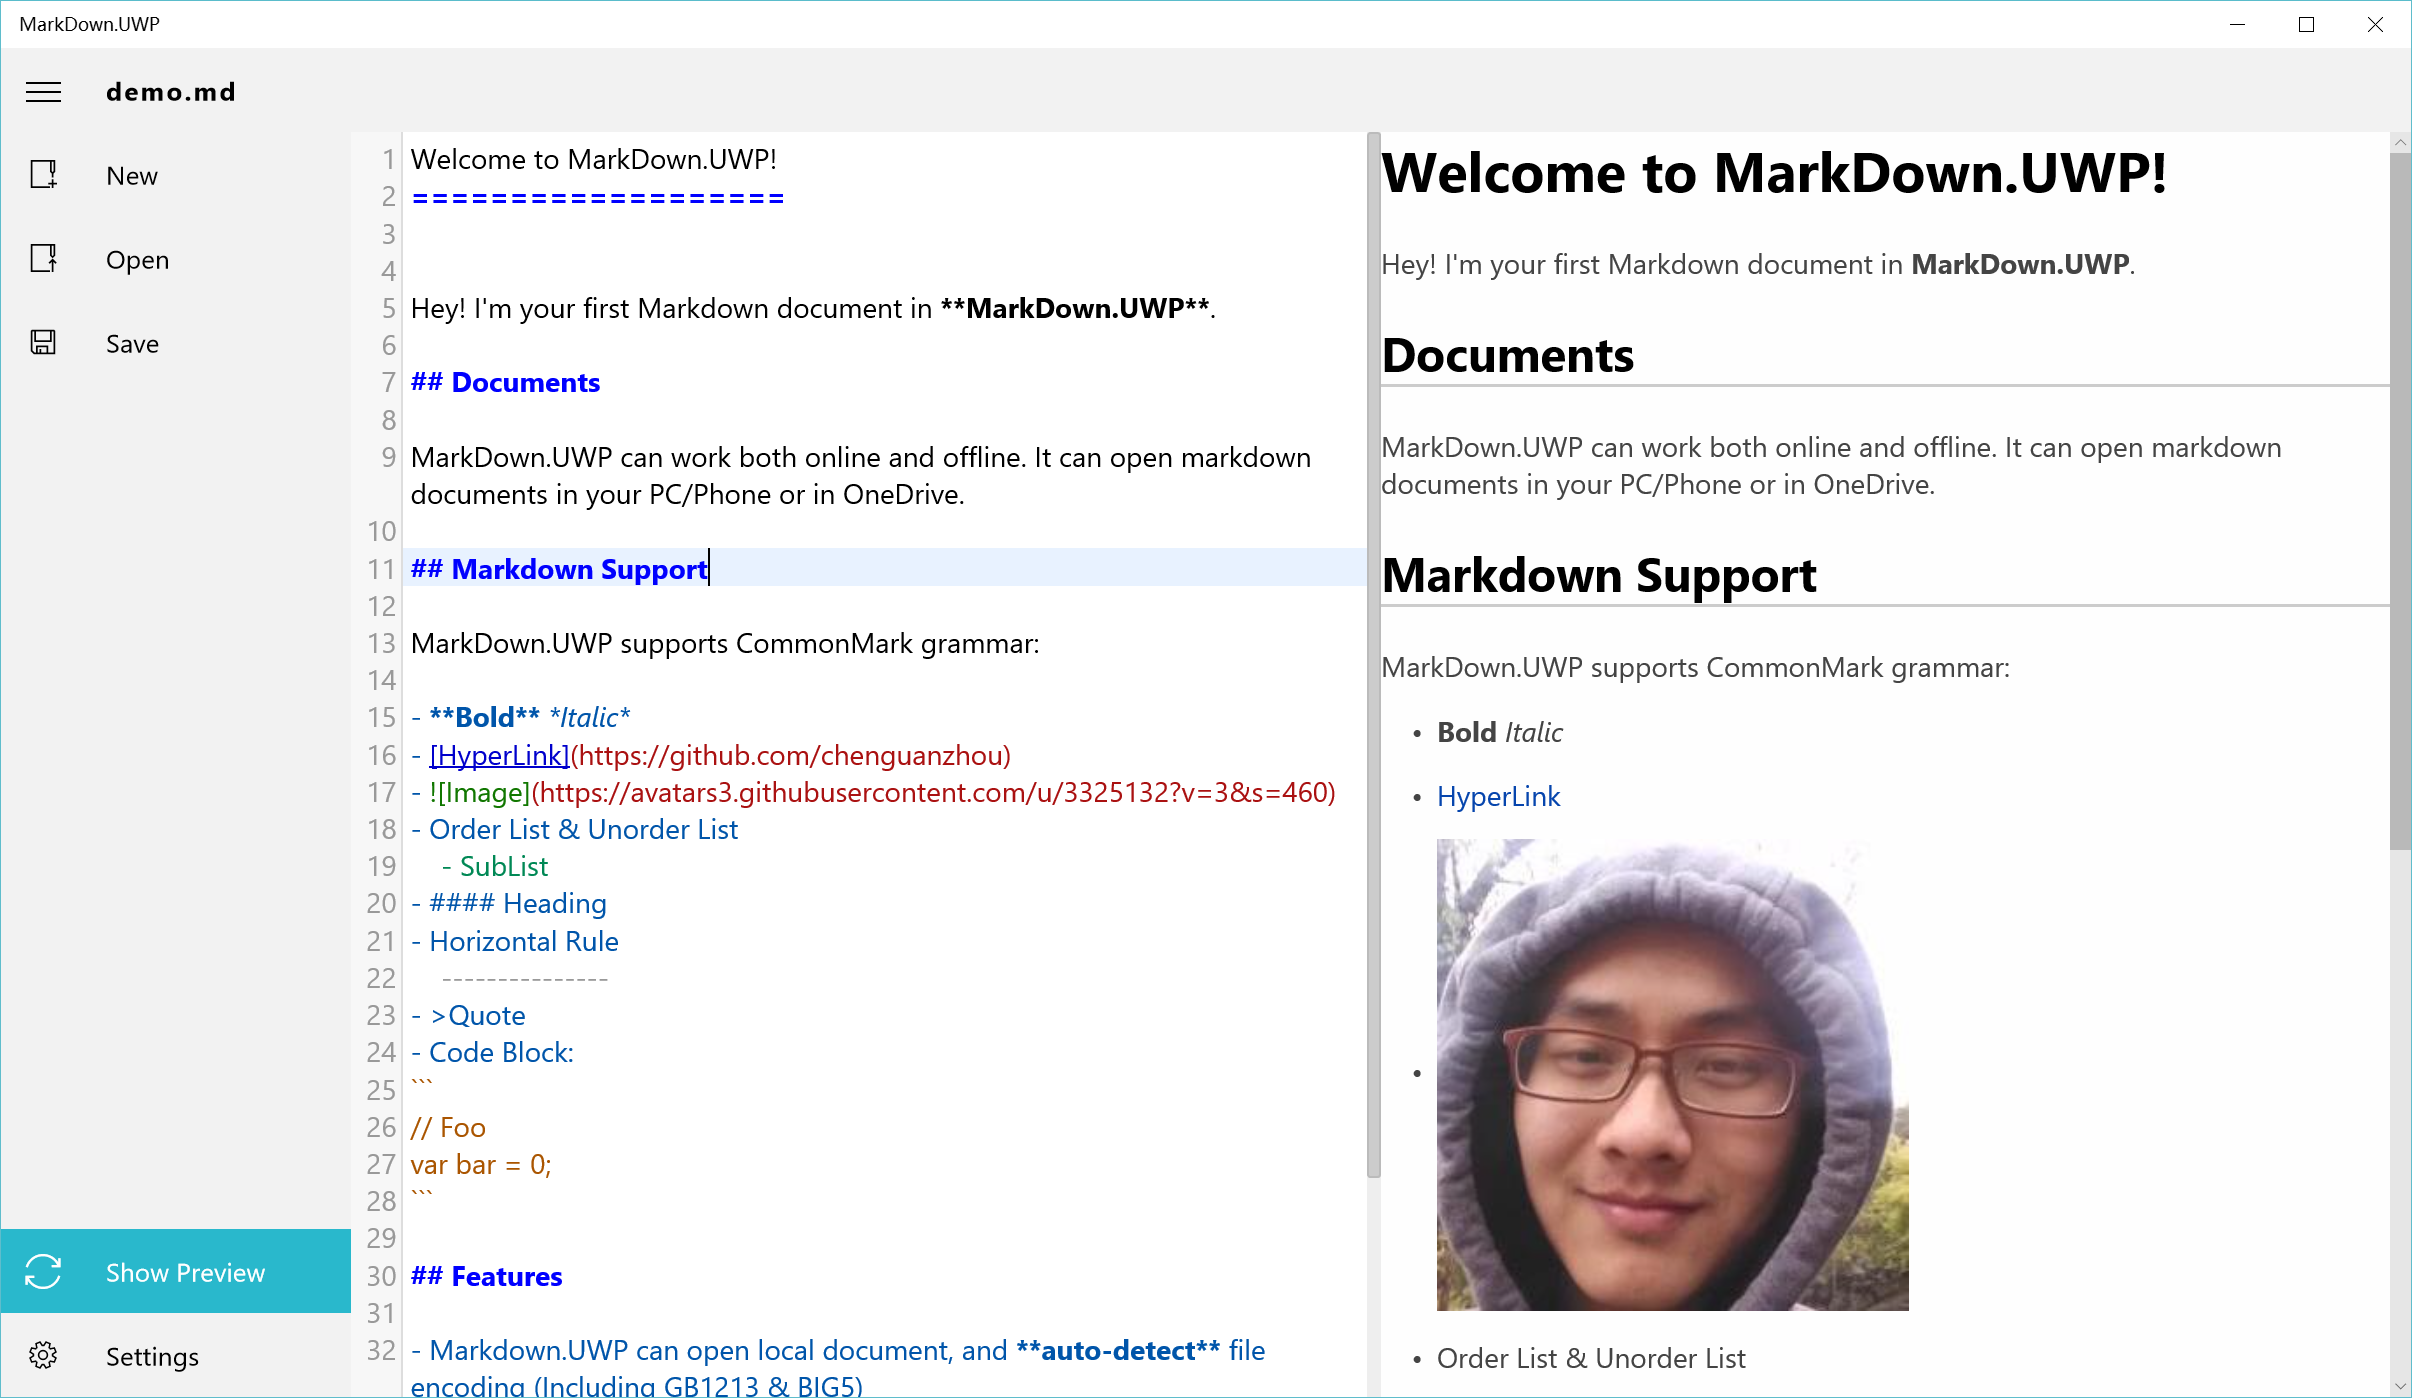 MarkDown.UWP
demo.md
New
Open
Save
Show Preview
Settings
1 Welcome to MarkDown.UWP!
2 ===================
3
4
5 Hey! I'm your first Markdown document in **MarkDown.UWP**.
6
7 ## Documents
8
9 MarkDown.UWP can work both online and offline. It can open markdown
documents in your PC/Phone or in OneDrive.
10
11 ## Markdown Support
12
13 MarkDown.UWP supports CommonMark grammar:
14
15 - **Bold** *Italic*
16 - [HyperLink](https://github.com/chenguanzhou)
17 - ![Image](https://avatars3.githubusercontent.com/u/3325132?v=3&s=460)
18 - Order List & Unorder List
19 - SubList
20 - #### Heading
21 - Horizontal Rule
22 ---------------
23 - >Quote
24 - Code Block:
25 ```
26 // Foo
27 var bar = 0;
28 ```
29
30 ## Features
31
32 - Markdown.UWP can open local document, and **auto-detect** file
encoding (Including GB1213 & BIG5)
Welcome to MarkDown.UWP!
Hey! I'm your first Markdown document in MarkDown.UWP.
Documents
MarkDown.UWP can work both online and offline. It can open markdown
documents in your PC/Phone or in OneDrive.
Markdown Support
MarkDown.UWP supports CommonMark grammar:
• Bold Italic
• HyperLink
•
• Order List & Unorder List